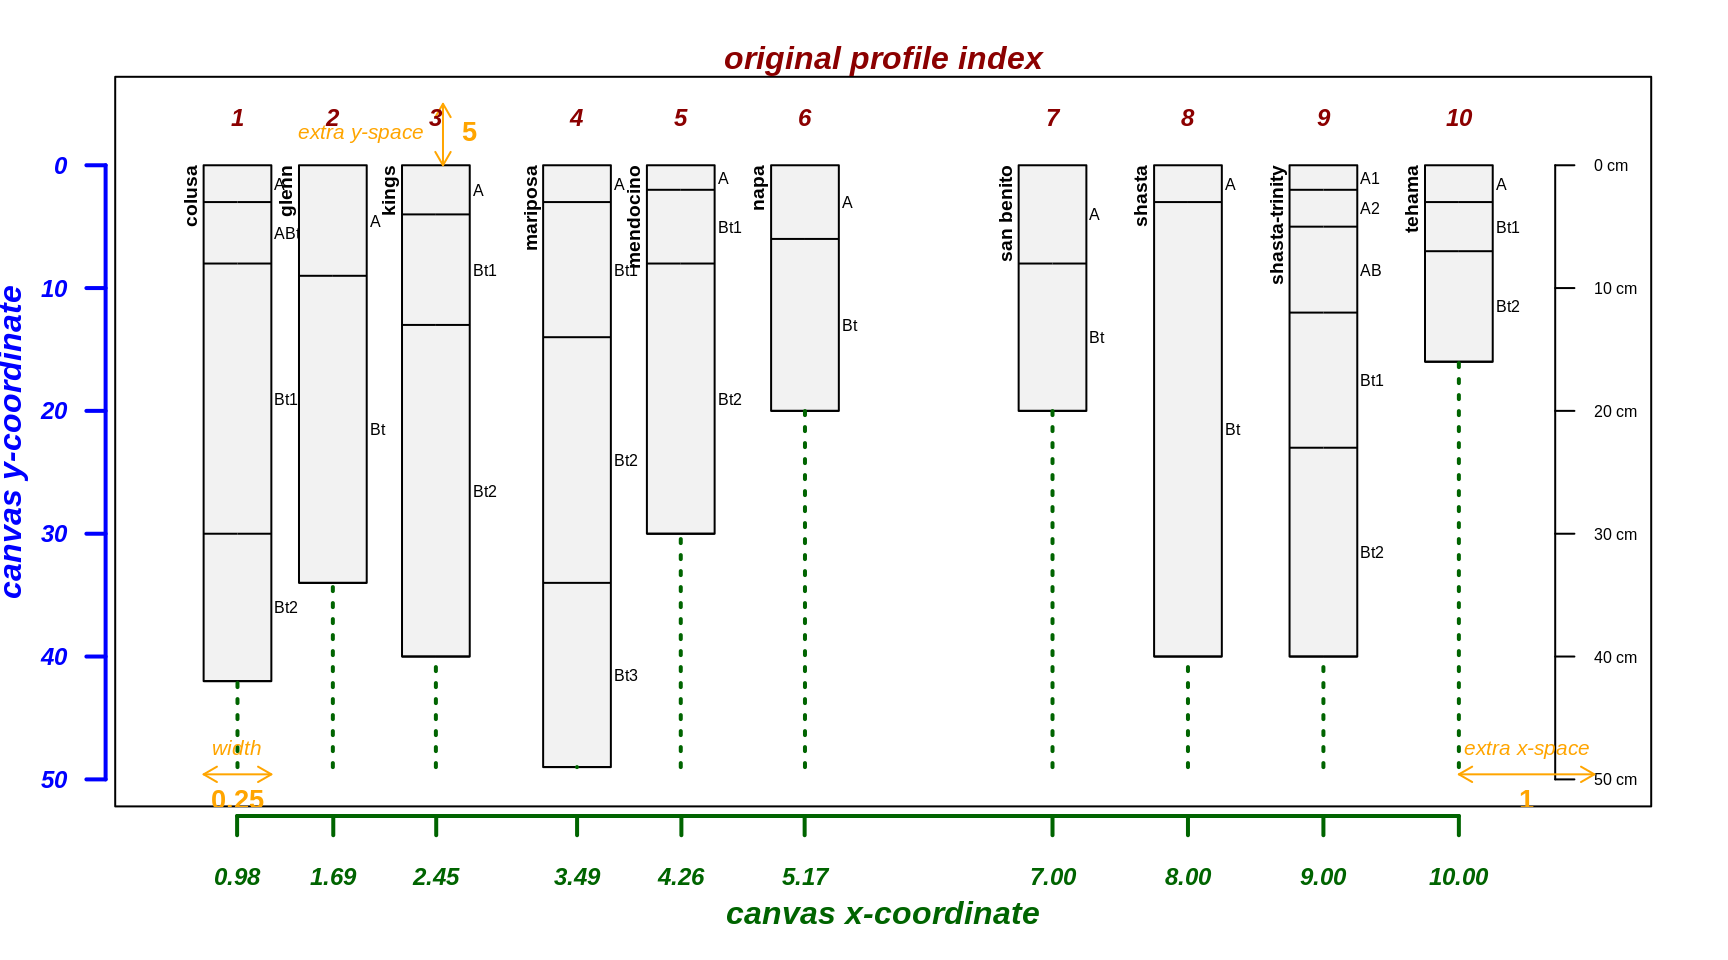 original profile index
1 2 3 4 5 6 7 8 9 10
extra y-space 5
canvas y-coordinate
0
10
20
30
40
50
colusa
A
ABt
Bt1
Bt2
glenn
A
Bt
kings
A
Bt1
Bt2
mariposa
A
Bt1
Bt2
Bt3
mendocino
A
Bt1
Bt2
napa
A
Bt
san benito
A
Bt
shasta
A
Bt
shasta-trinity
A1
A2
AB
Bt1
Bt2
tehama
A
Bt1
Bt2
0 cm
10 cm
20 cm
30 cm
40 cm
50 cm
width
0.25
extra x-space
1
0.98 1.69 2.45 3.49 4.26 5.17 7.00 8.00 9.00 10.00
canvas x-coordinate